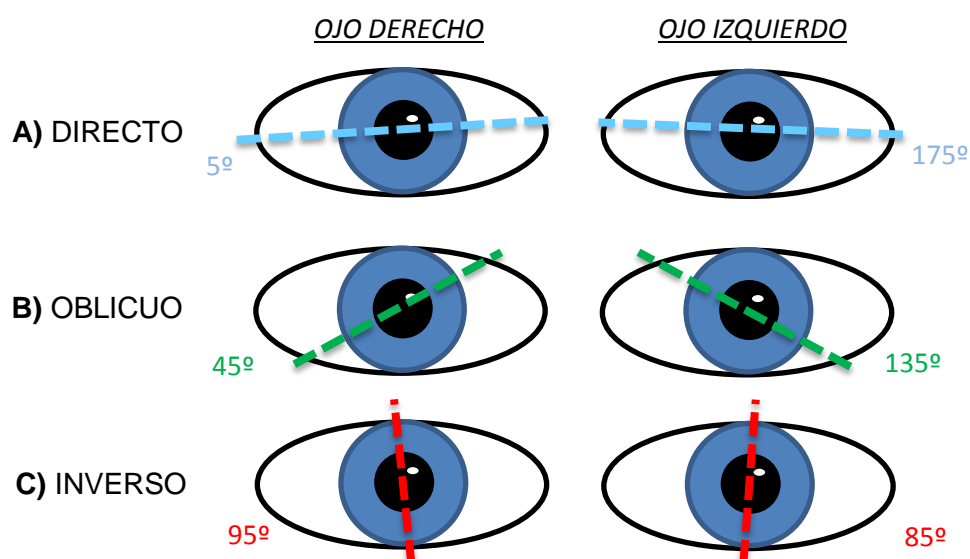 OJO DERECHO
OJO IZQUIERDO
A) DIRECTO
5º
175º
B) OBLICUO
45º
135º
C) INVERSO
95º
85º